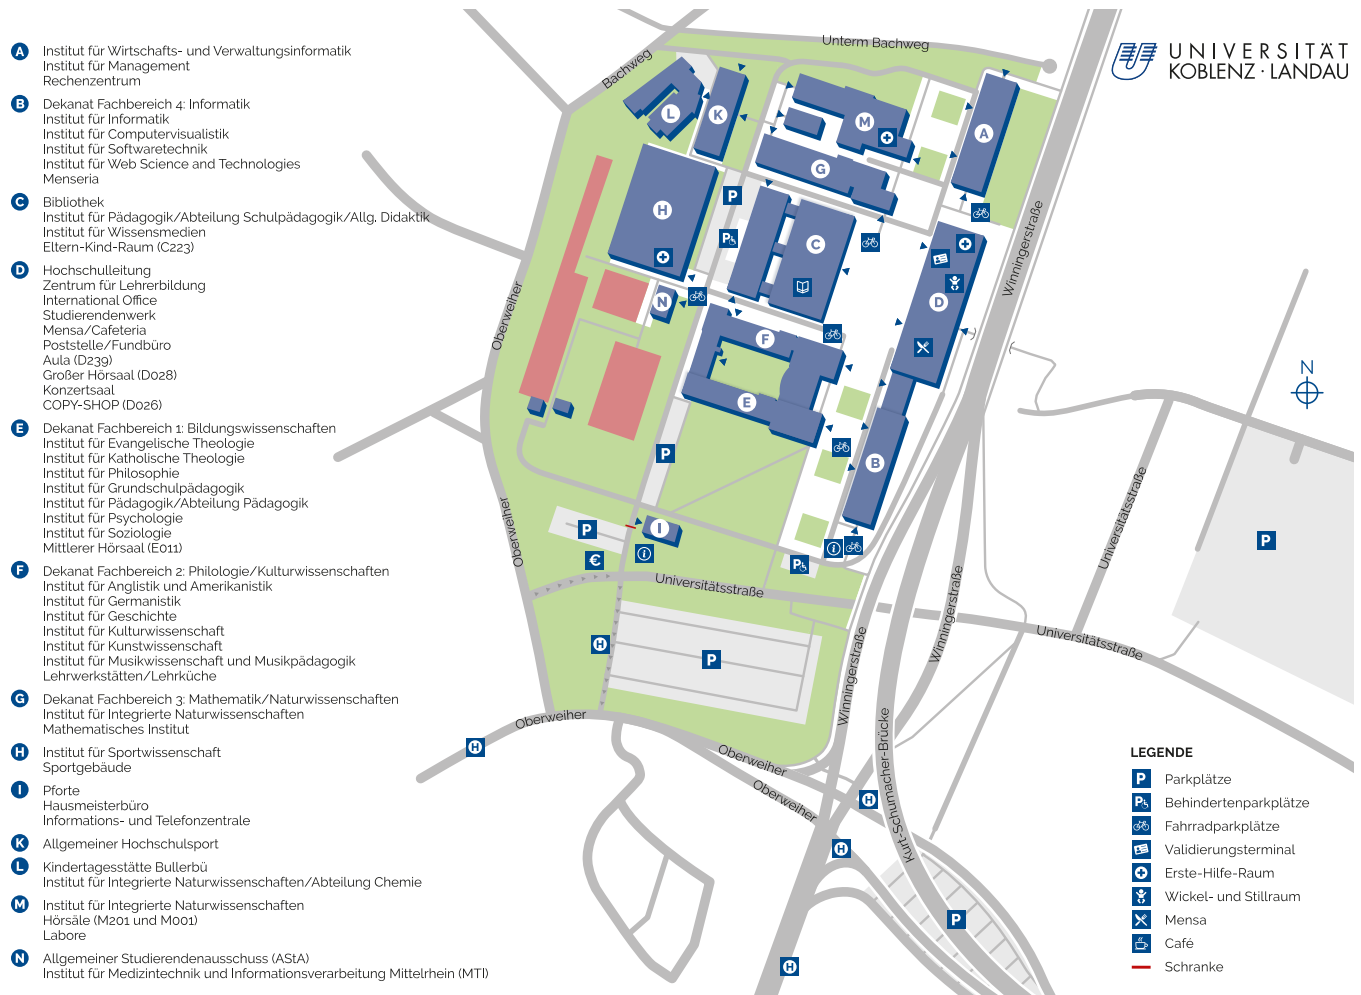 A Institut für Wirtschafts- und Verwaltungsinformatik
Institut für Management
Rechenzentrum
B Dekanat Fachbereich 4: Informatik
Institut für Informatik
Institut für Computervisualistik
Institut für Softwaretechnik
Institut für Web Science and Technologies
Menseria
C Bibliothek
Institut für Pädagogik/Abteilung Schulpädagogik/Allg. Didaktik
Institut für Wissensmedien
Eltern-Kind-Raum (C223)
D Hochschulleitung
Zentrum für Lehrerbildung
International Office
Studierendenwerk
Mensa/Cafeteria
Poststelle/Fundbüro
Aula (D239)
Großer Hörsaal (D028)
Konzertsaal
COPY-SHOP (D026)
E Dekanat Fachbereich 1: Bildungswissenschaften
Institut für Evangelische Theologie
Institut für Katholische Theologie
Institut für Philosophie
Institut für Grundschulpädagogik
Institut für Pädagogik/Abteilung Pädagogik
Institut für Psychologie
Institut für Soziologie
Mittlerer Hörsaal (E011)
F Dekanat Fachbereich 2: Philologie/Kulturwissenschaften
Institut für Anglistik und Amerikanistik
Institut für Germanistik
Institut für Geschichte
Institut für Kulturwissenschaft
Institut für Kunstwissenschaft
Institut für Musikwissenschaft und Musikpädagogik
Lehrwerkstätten/Lehrküche
G Dekanat Fachbereich 3: Mathematik/Naturwissenschaften
Institut für Integrierte Naturwissenschaften
Mathematisches Institut
H Institut für Sportwissenschaft
Sportgebäude
I Pforte
Hausmeisterbüro
Informations- und Telefonzentrale
K Allgemeiner Hochschulsport
L Kindertagesstätte Bullerbü
Institut für Integrierte Naturwissenschaften/Abteilung Chemie
M Institut für Integrierte Naturwissenschaften
Hörsäle (M201 und M001)
Labore
N Allgemeiner Studierendenausschuss (AStA)
Institut für Medizintechnik und Informationsverarbeitung Mittelrhein (MTI)
UNIVERSITÄT
KOBLENZ · LANDAU
Unterm Bachweg
Bachweg
L
K
M
A
G
H
P
P
C
D
N
F
E
B
P
I
P
€
i
i
P
H
P
P
H
H
H
P
H
N
Winningerstraße
Oberweiher
Oberweiher
Universitätsstraße
Universitätsstraße
Universitätsstraße
Winningerstraße
Winningerstraße
Oberweiher
Oberweiher
Oberweiher
Kurt-Schumacher-Brücke
LEGENDE
P Parkplätze
P Behindertenparkplätze
Fahrradparkplätze
Validierungsterminal
Erste-Hilfe-Raum
Wickel- und Stillraum
Mensa
Café
Schranke